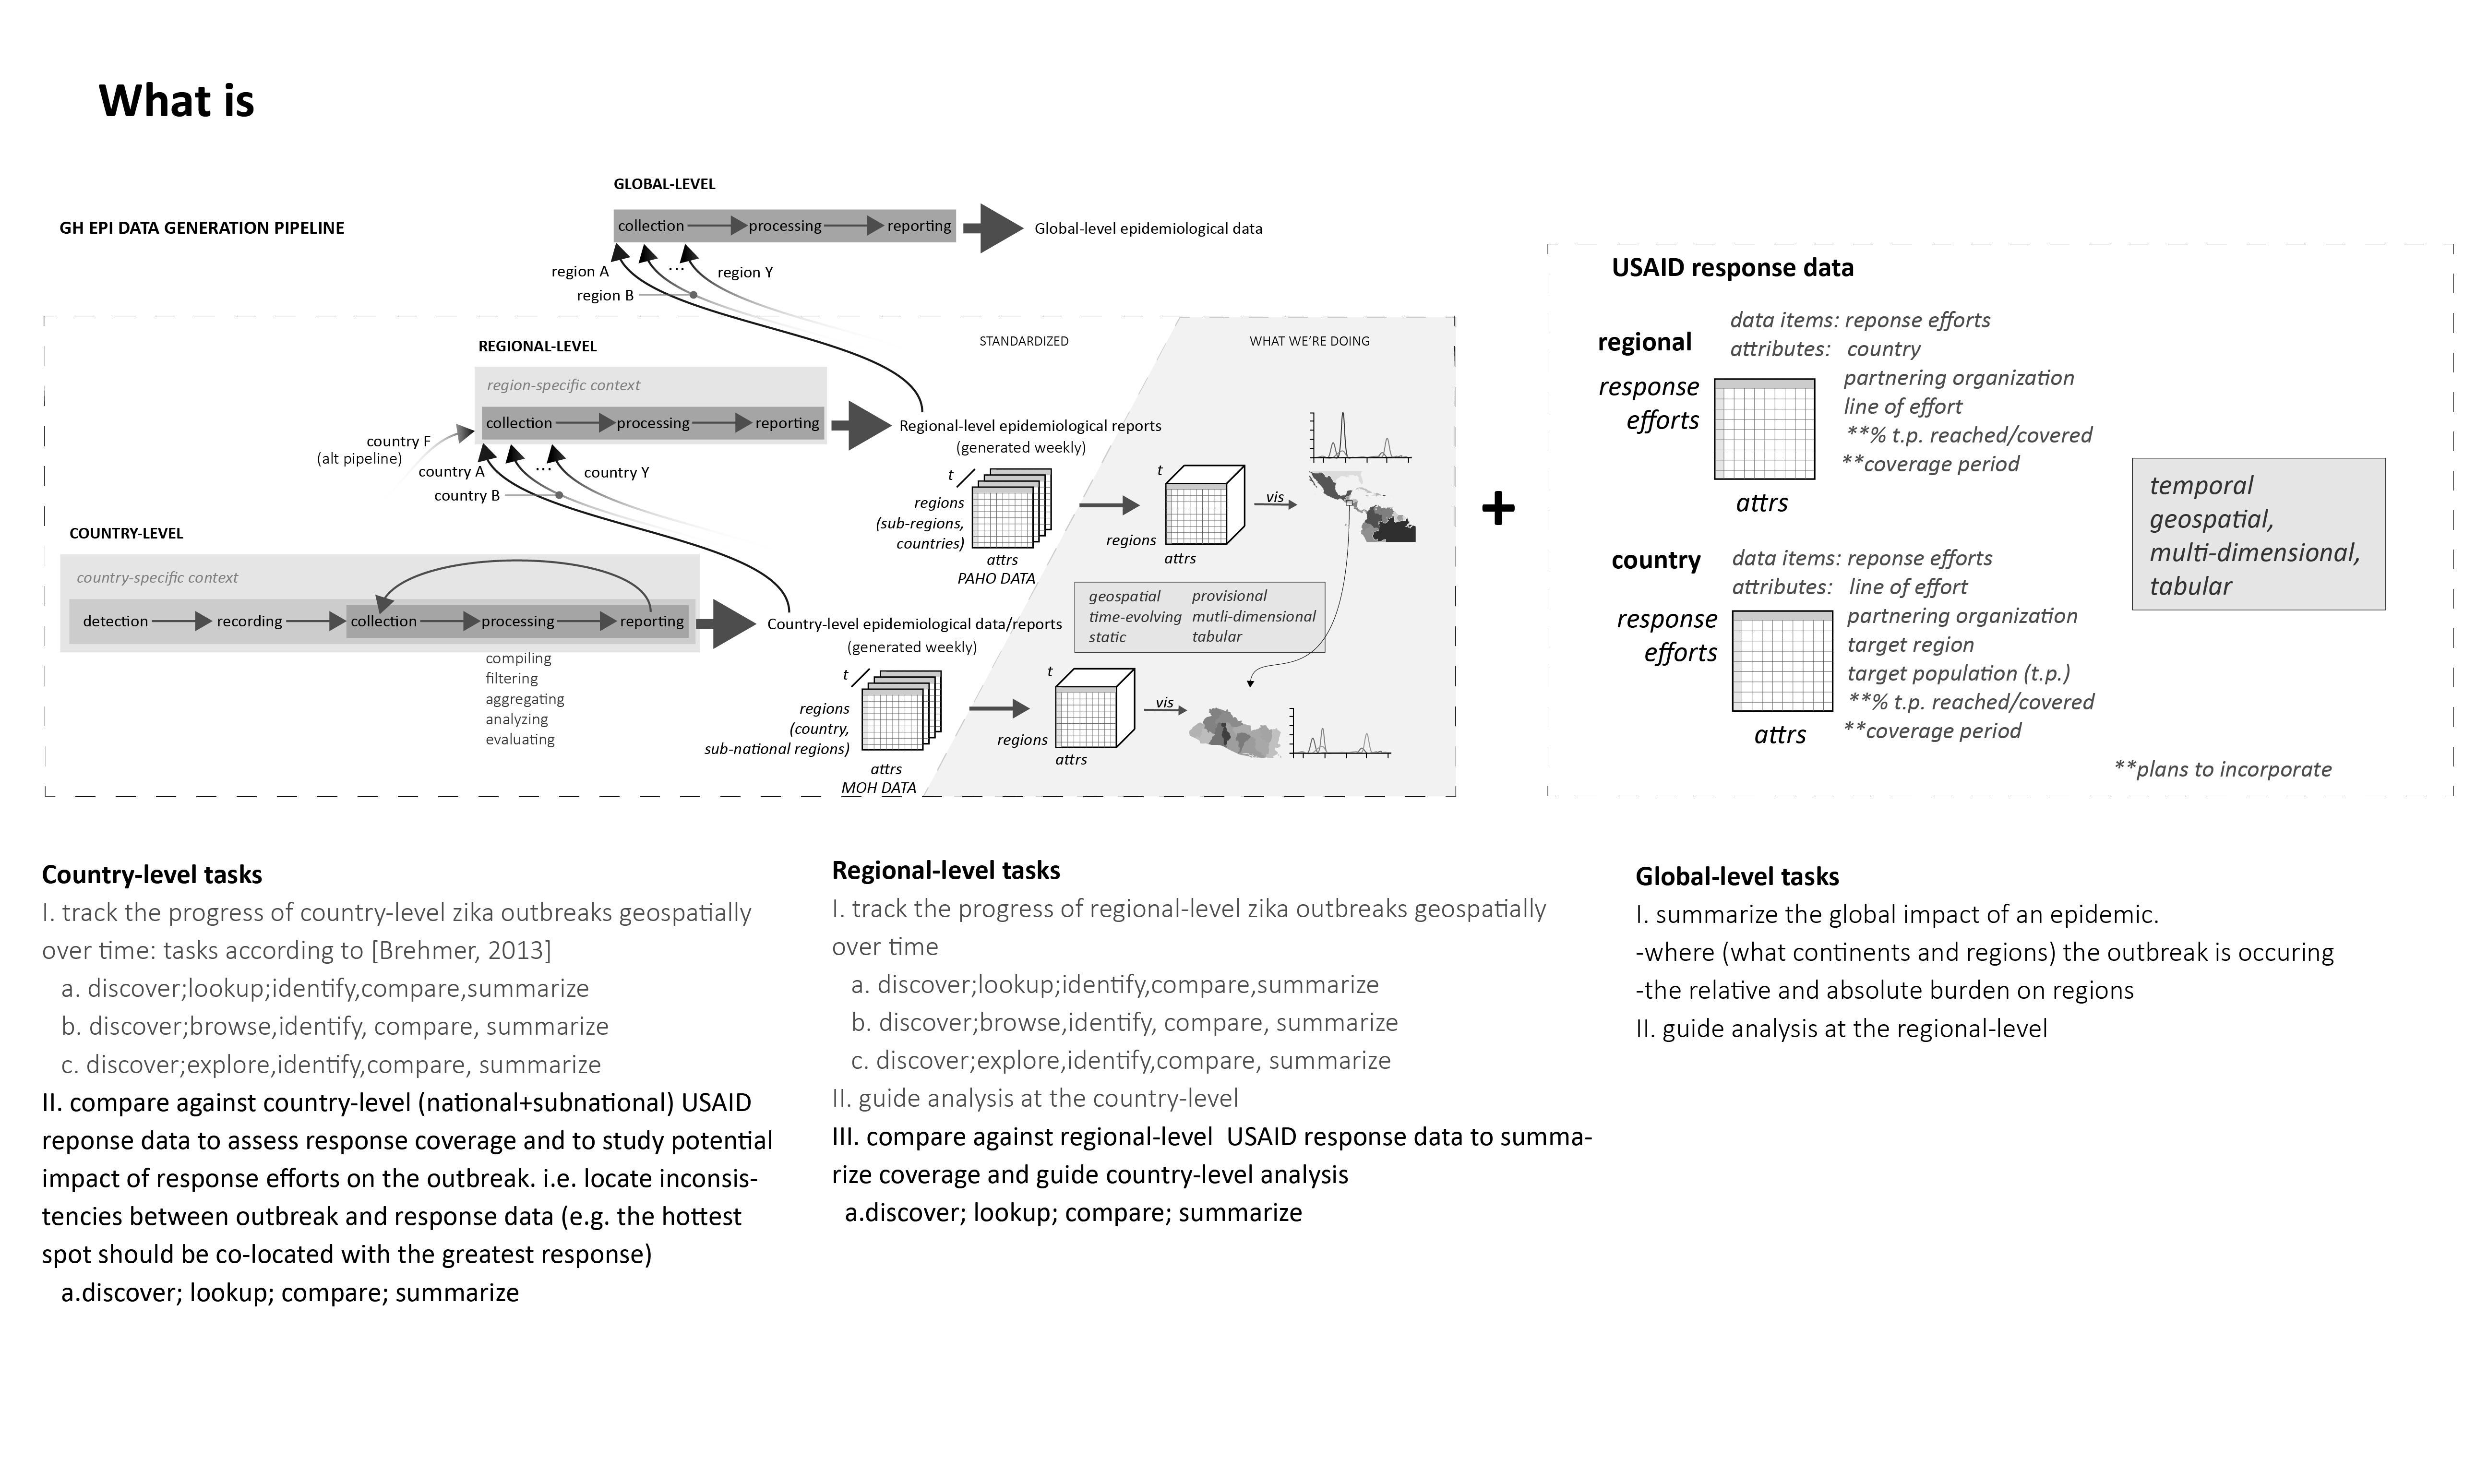 What is
GH EPI DATA GENERATION PIPELINE
GLOBAL-LEVEL
collection processing reporting
Global-level epidemiological data
region A
region B
...
region Y
REGIONAL-LEVEL
region-specific context
collection processing reporting
country F
(alt pipeline)
country A
country B
...
country Y
Regional-level epidemiological reports
(generated weekly)
t
regions
(sub-regions,
countries)
attrs
PAHO DATA
COUNTRY-LEVEL
country-specific context
detection recording collection processing reporting
compiling
filtering
aggregating
analyzing
evaluating
Country-level epidemiological data/reports
(generated weekly)
t
regions
(country,
sub-national regions)
attrs
MOH DATA
STANDARDIZED
WHAT WE'RE DOING
t
regions
attrs
vis
geospatial provisional
time-evolving mutli-dimensional
static tabular
t
regions
attrs
vis
+
USAID response data
regional
response
efforts
attrs
data items: reponse efforts
attributes: country
partnering organization
line of effort
**% t.p. reached/covered
**coverage period
country
response
efforts
attrs
data items: reponse efforts
attributes: line of effort
partnering organization
target region
target population (t.p.)
**% t.p. reached/covered
**coverage period
**plans to incorporate
temporal
geospatial,
multi-dimensional,
tabular
Country-level tasks
I. track the progress of country-level zika outbreaks geospatially
over time: tasks according to [Brehmer, 2013]
a. discover;lookup;identify,compare,summarize
b. discover;browse,identify, compare, summarize
c. discover;explore,identify,compare, summarize
II. compare against country-level (national+subnational) USAID
reponse data to assess response coverage and to study potential
impact of response efforts on the outbreak. i.e. locate inconsis-
tencies between outbreak and response data (e.g. the hottest
spot should be co-located with the greatest response)
a.discover; lookup; compare; summarize
Regional-level tasks
I. track the progress of regional-level zika outbreaks geospatially
over time
a. discover;lookup;identify,compare,summarize
b. discover;browse,identify, compare, summarize
c. discover;explore,identify,compare, summarize
II. guide analysis at the country-level
III. compare against regional-level  USAID response data to summa-
rize coverage and guide country-level analysis
a.discover; lookup; compare; summarize
Global-level tasks
I. summarize the global impact of an epidemic.
-where (what continents and regions) the outbreak is occuring
-the relative and absolute burden on regions
II. guide analysis at the regional-level